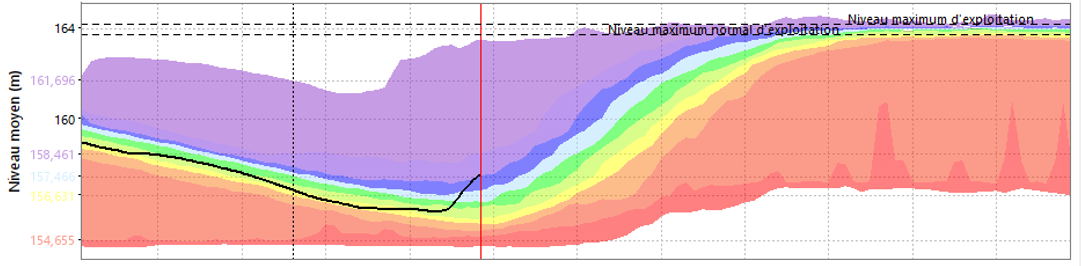 Niveau maximum d'exploitation
Niveau maximum normal d'exploitation
Niveau moyen (m)
164
161,696
160
158,461
157,466
156,671
154,655